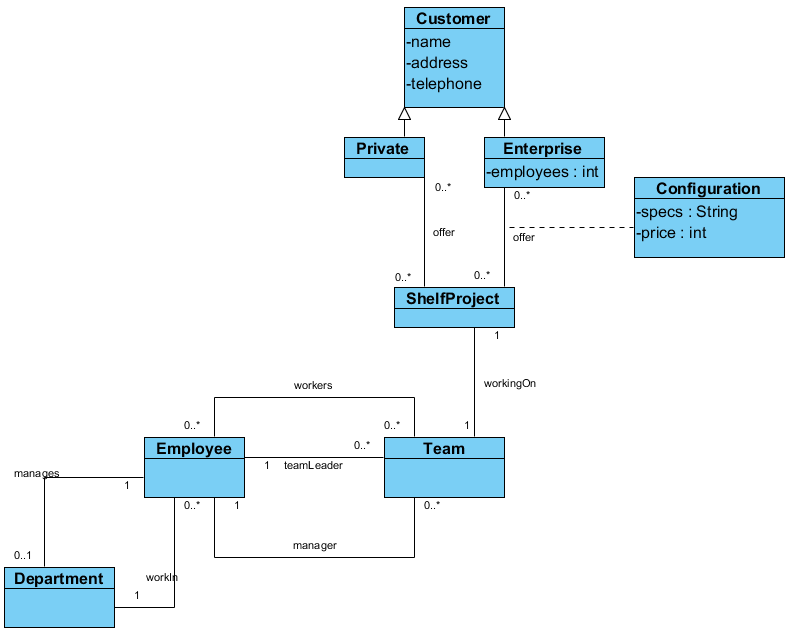 Customer
-name
-address
-telephone
Private
Enterprise
-employees : int
Configuration
-specs : String
-price : int
0..*
0..*
offer
offer
0..*
0..*
ShelfProject
1
workingOn
workers
0..*
0..*
1
Employee
0..*
Team
1
teamLeader
manages
1
0..*
1
0..*
manager
0..1
Department
workIn
1